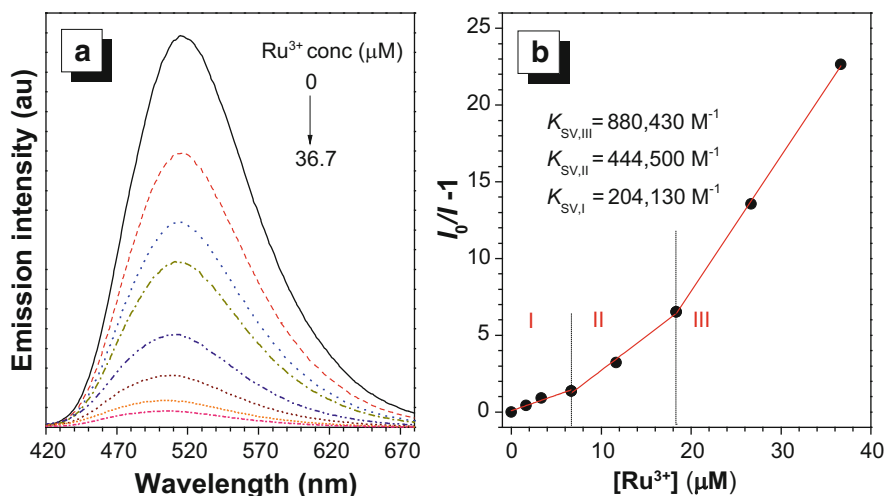 a
Ru³⁺ conc (μM)
0
36.7
Emission intensity (au)
420 470 520 570 620 670
Wavelength (nm)
b
K_SV,III = 880,430 M⁻¹
K_SV,II = 444,500 M⁻¹
K_SV,I = 204,130 M⁻¹
I II III
I₀/I -1
25
20
15
10
5
0
0 10 20 30 40
[Ru³⁺] (μM)